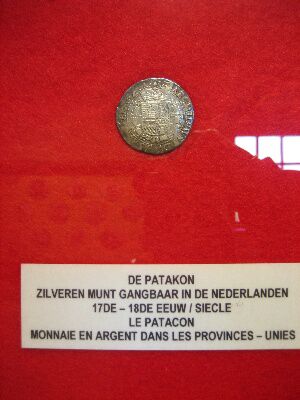 DE PATAKON
ZILVEREN MUNT GANGBAAR IN DE NEDERLANDEN
17DE – 18DE EEUW / SIECLE
LE PATACON
MONNAIE EN ARGENT DANS LES PROVINCES – UNIES